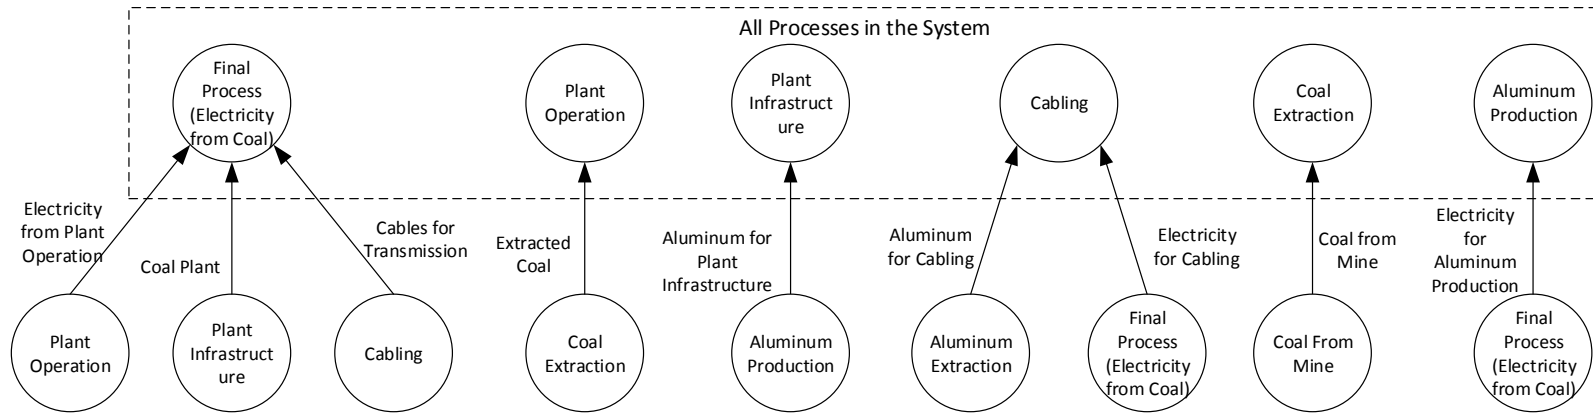 All Processes in the System
Final
Process
(Electricity
from Coal)
Plant
Operation
Plant
Infrastruct
ure
Cabling
Coal
Extraction
Aluminum
Production
Electricity
from Plant
Operation
Coal Plant
Cables for
Transmission
Extracted
Coal
Aluminum for
Plant
Infrastructure
Aluminum
for Cabling
Electricity
for Cabling
Coal from
Mine
Electricity
for
Aluminum
Production
Plant
Operation
Plant
Infrastruct
ure
Cabling
Coal
Extraction
Aluminum
Production
Aluminum
Extraction
Final
Process
(Electricity
from Coal)
Coal From
Mine
Final
Process
(Electricity
from Coal)